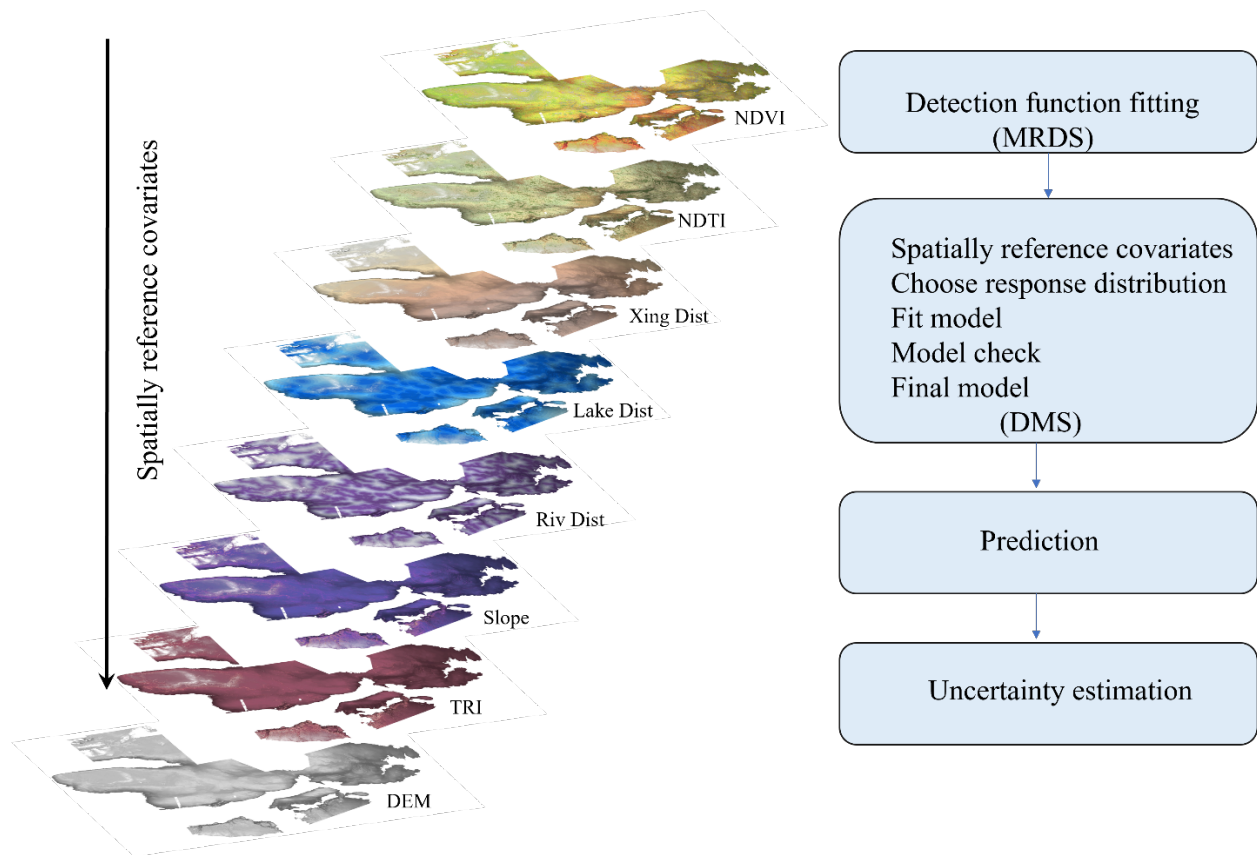 Spatially reference covariates
NDVI
NDTI
Xing Dist
Lake Dist
Riv Dist
Slope
TRI
DEM
Detection function fitting
(MRDS)
Spatially reference covariates
Choose response distribution
Fit model
Model check
Final model
(DMS)
Prediction
Uncertainty estimation